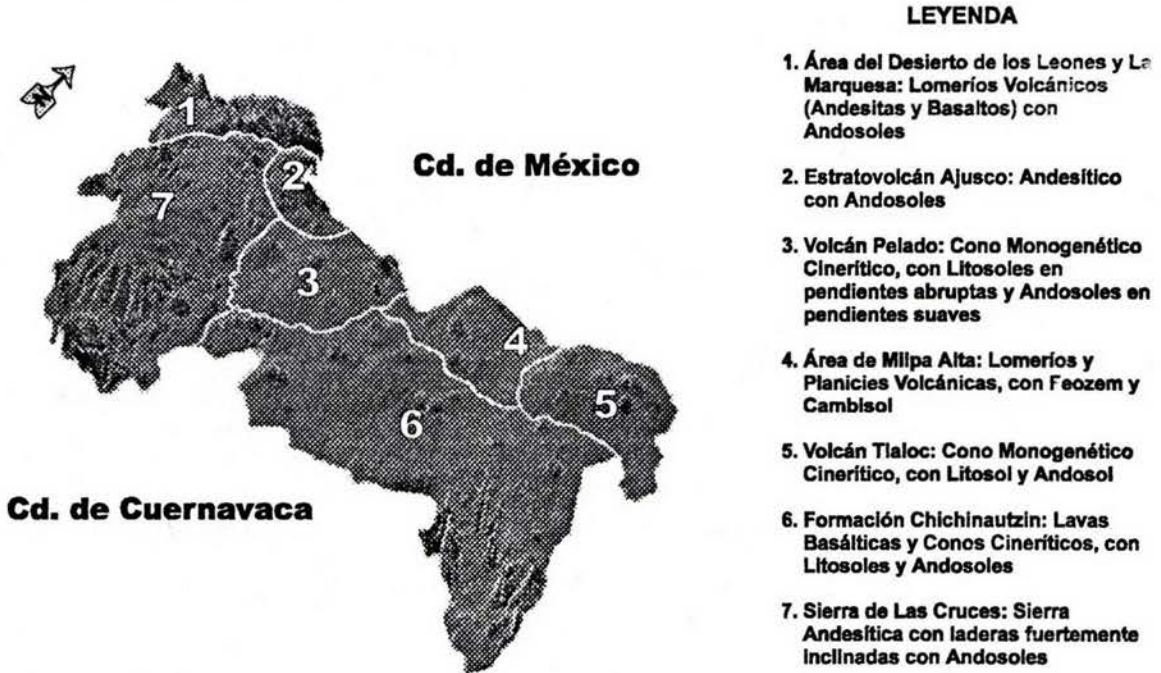 LEYENDA
1. Área del Desierto de los Leones y La
Marquesa: Lomeríos Volcánicos
(Andesitas y Basaltos) con
Andosoles
2. Estratovolcán Ajusco: Andesítico
con Andosoles
3. Volcán Pelado: Cono Monogenético
Cinerítico, con Litosoles en
pendientes abruptas y Andosoles en
pendientes suaves
4. Área de Milpa Alta: Lomeríos y
Planicies Volcánicas, con Feozem y
Cambisol
5. Volcán Tlaloc: Cono Monogenético
Cinerítico, con Litosol y Andosol
6. Formación Chichinautzin: Lavas
Basálticas y Conos Cineríticos, con
Litosoles y Andosoles
7. Sierra de Las Cruces: Sierra
Andesítica con laderas fuertemente
inclinadas con Andosoles
N
1
2
Cd. de México
7
3
4
5
6
Cd. de Cuernavaca